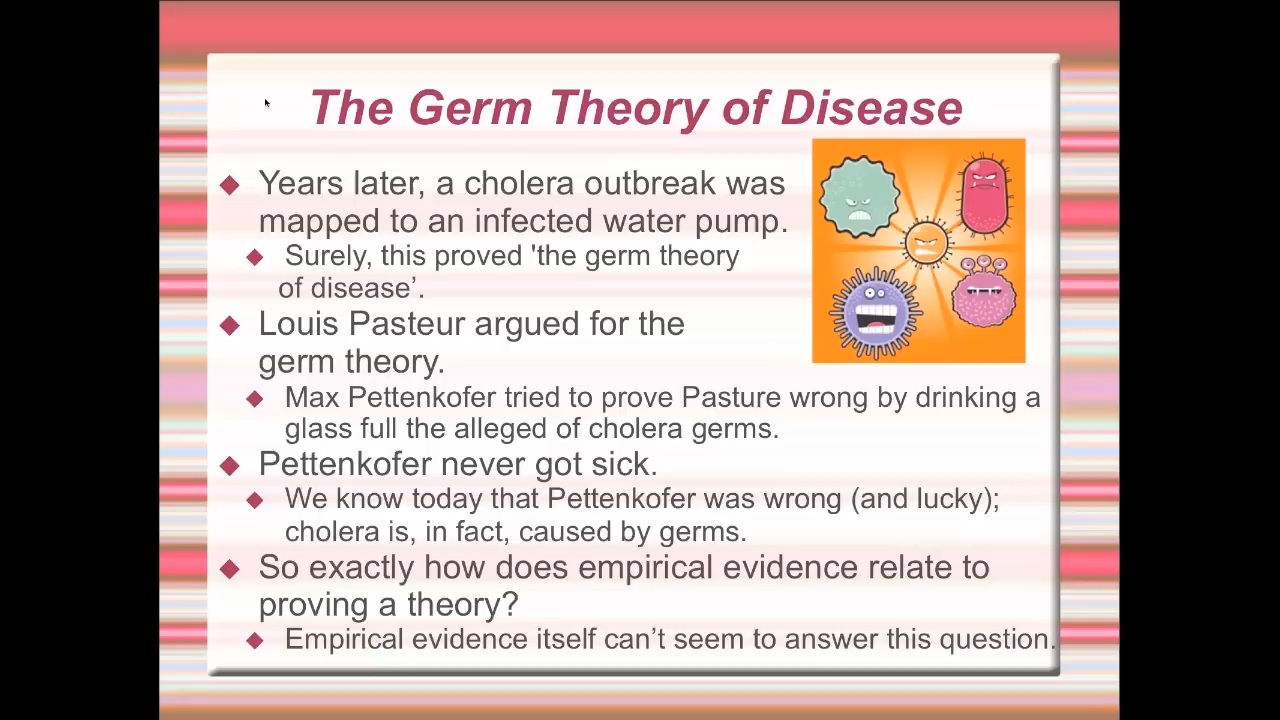 The Germ Theory of Disease
Years later, a cholera outbreak was
mapped to an infected water pump.
Surely, this proved 'the germ theory
of disease’.
Louis Pasteur argued for the
germ theory.
Max Pettenkofer tried to prove Pasture wrong by drinking a
glass full the alleged of cholera germs.
Pettenkofer never got sick.
We know today that Pettenkofer was wrong (and lucky);
cholera is, in fact, caused by germs.
So exactly how does empirical evidence relate to
proving a theory?
Empirical evidence itself can’t seem to answer this question.